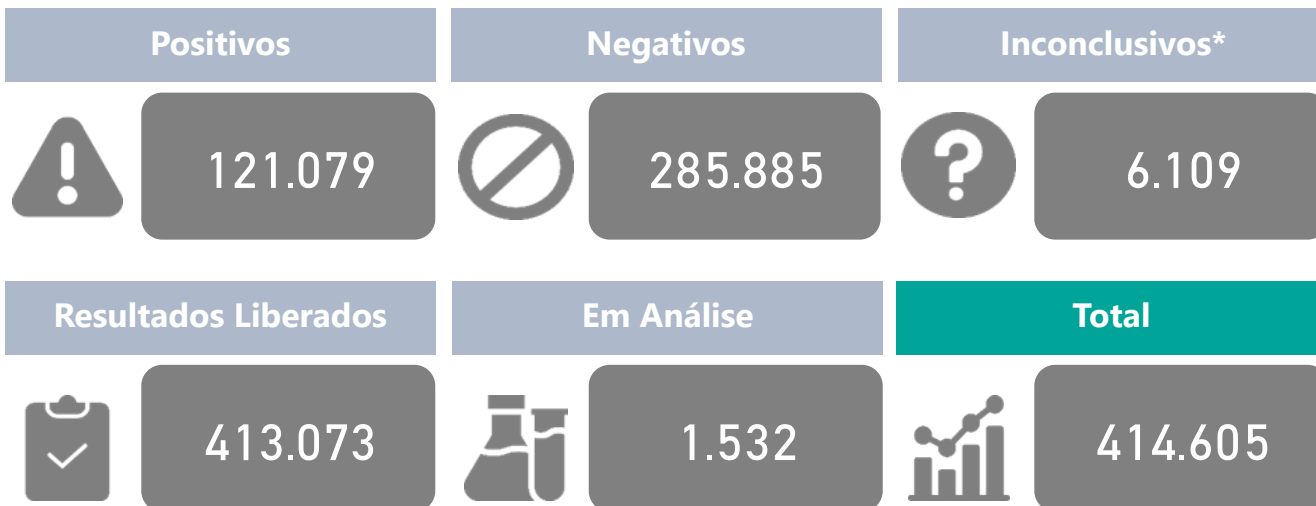 Positivos
Negativos
Inconclusivos*
121.079
285.885
6.109
Resultados Liberados
Em Análise
Total
413.073
1.532
414.605